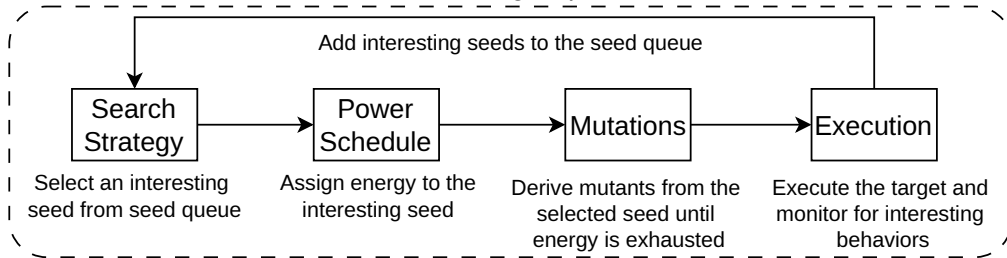 Add interesting seeds to the seed queue
Search
Strategy
Power
Schedule
Mutations
Execution
Select an interesting
seed from seed queue
Assign energy to the
interesting seed
Derive mutants from the
selected seed until
energy is exhausted
Execute the target and
monitor for interesting
behaviors